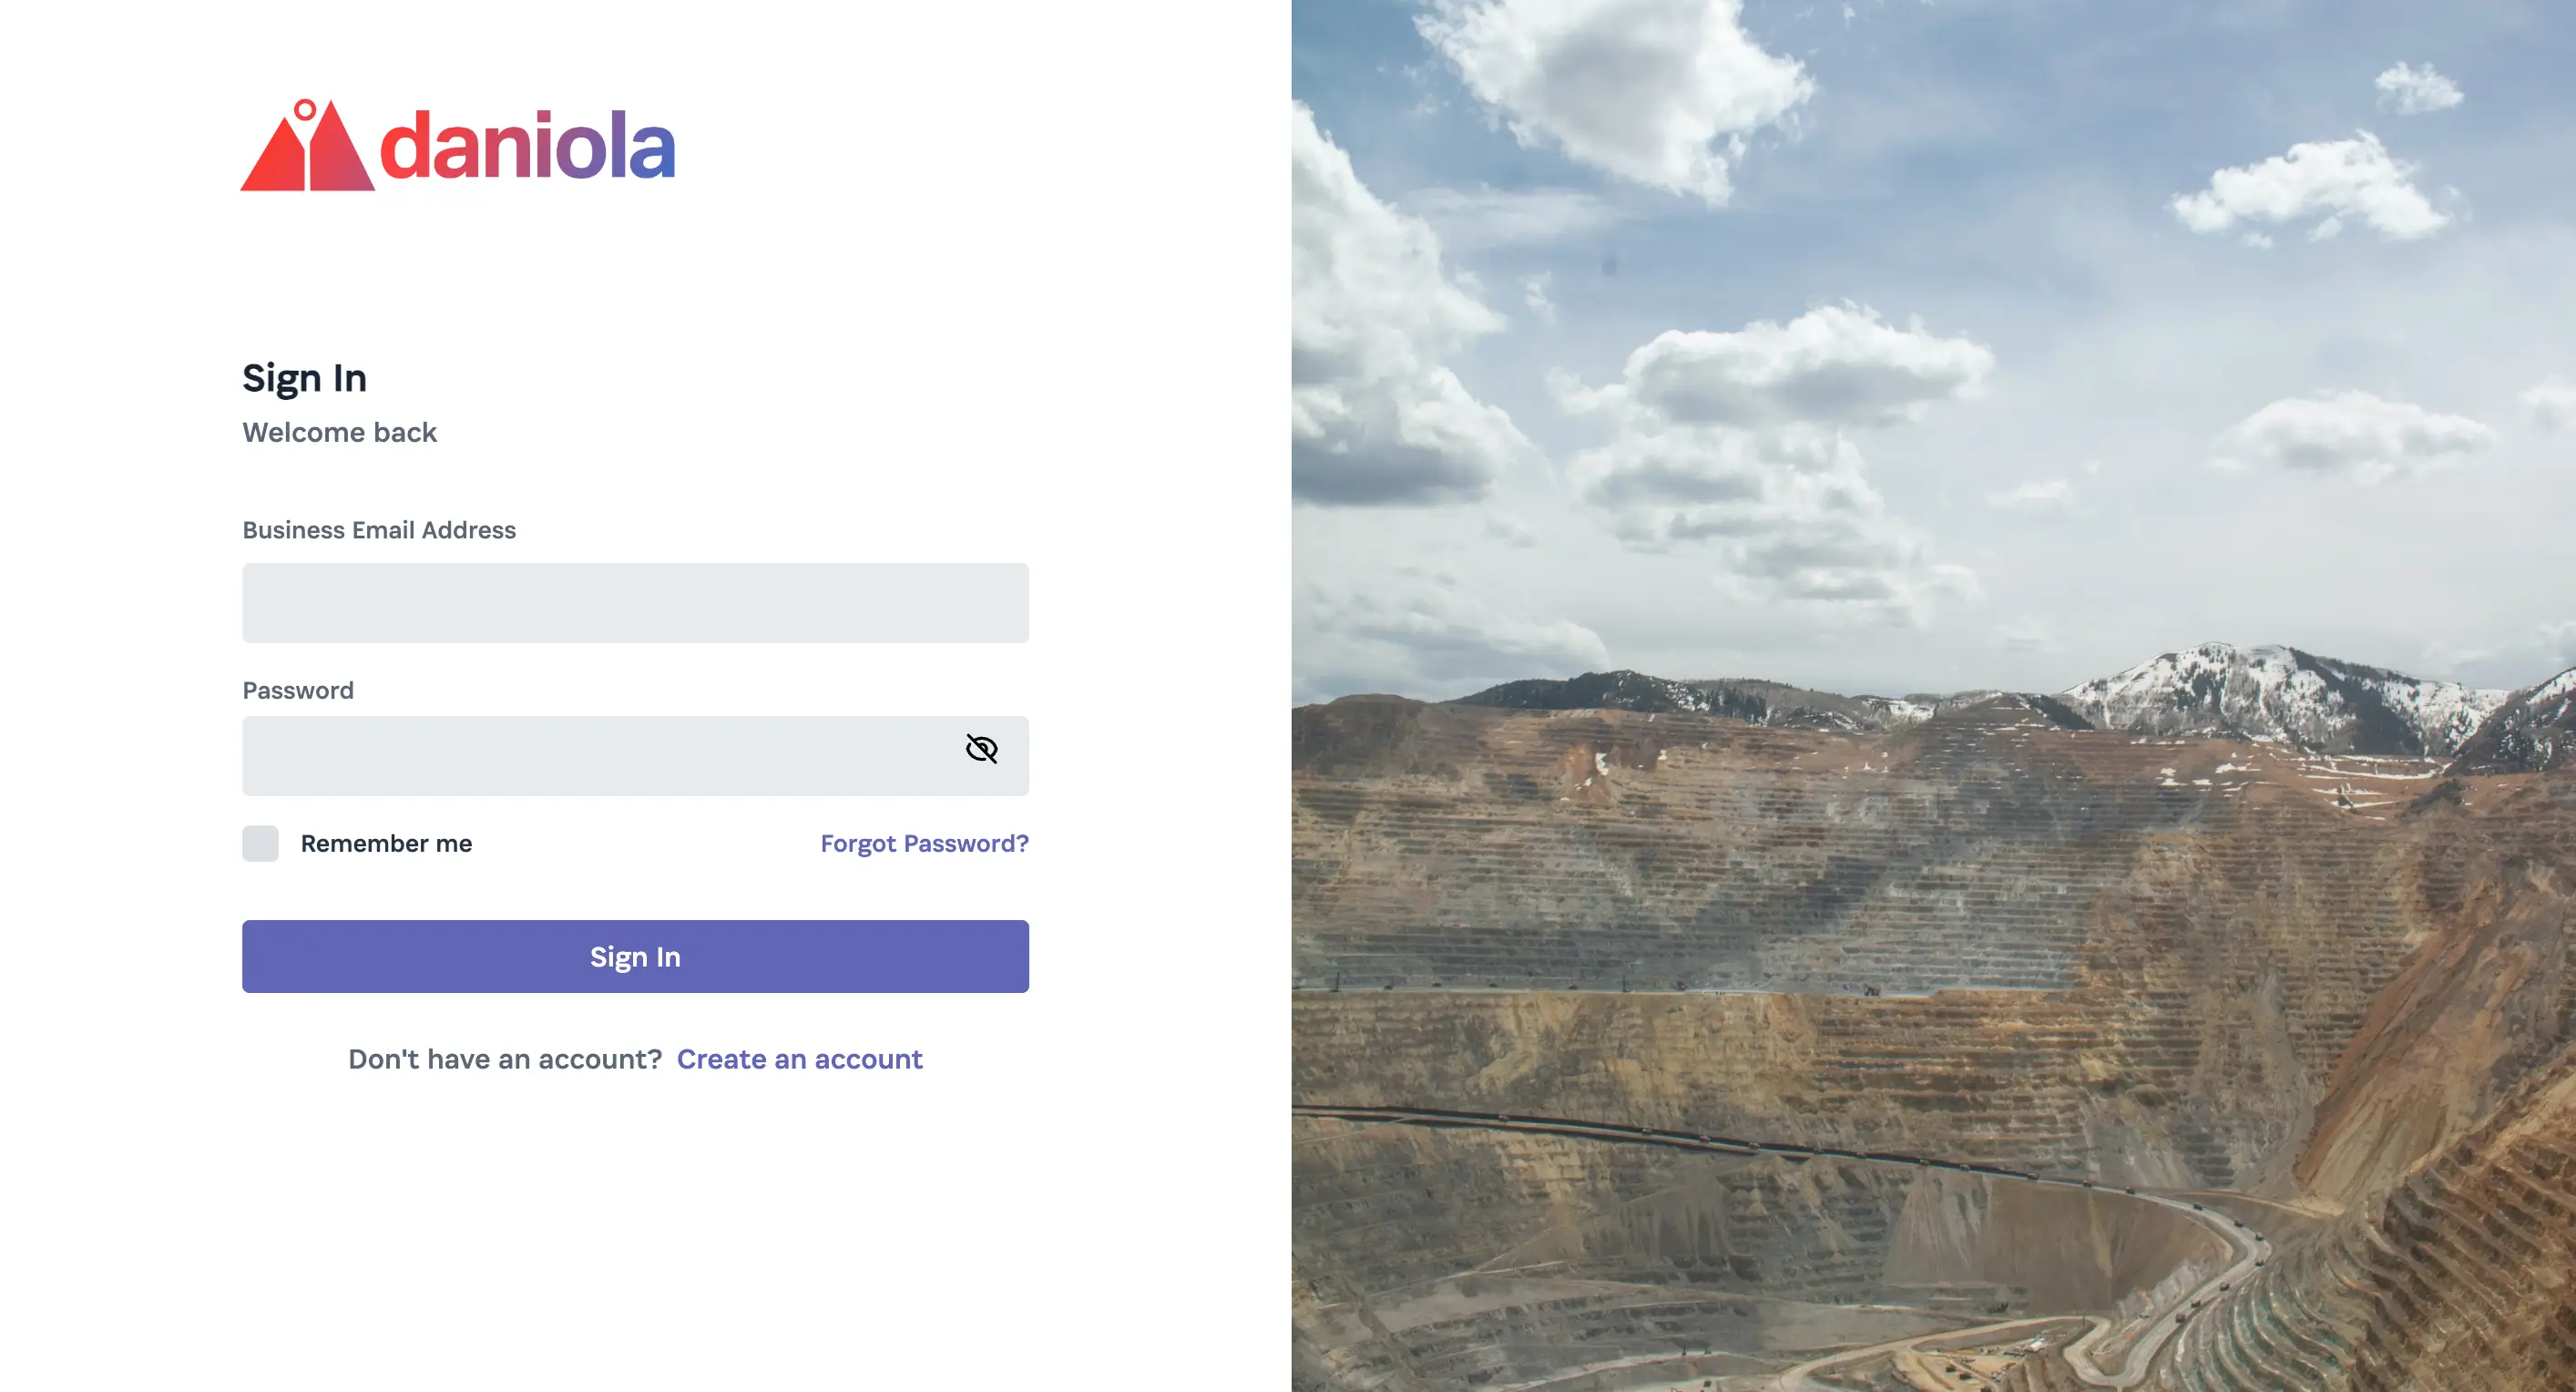 daniola
Sign In
Welcome back
Business Email Address
Password
Remember me
Forgot Password?
Sign In
Don't have an account? Create an account